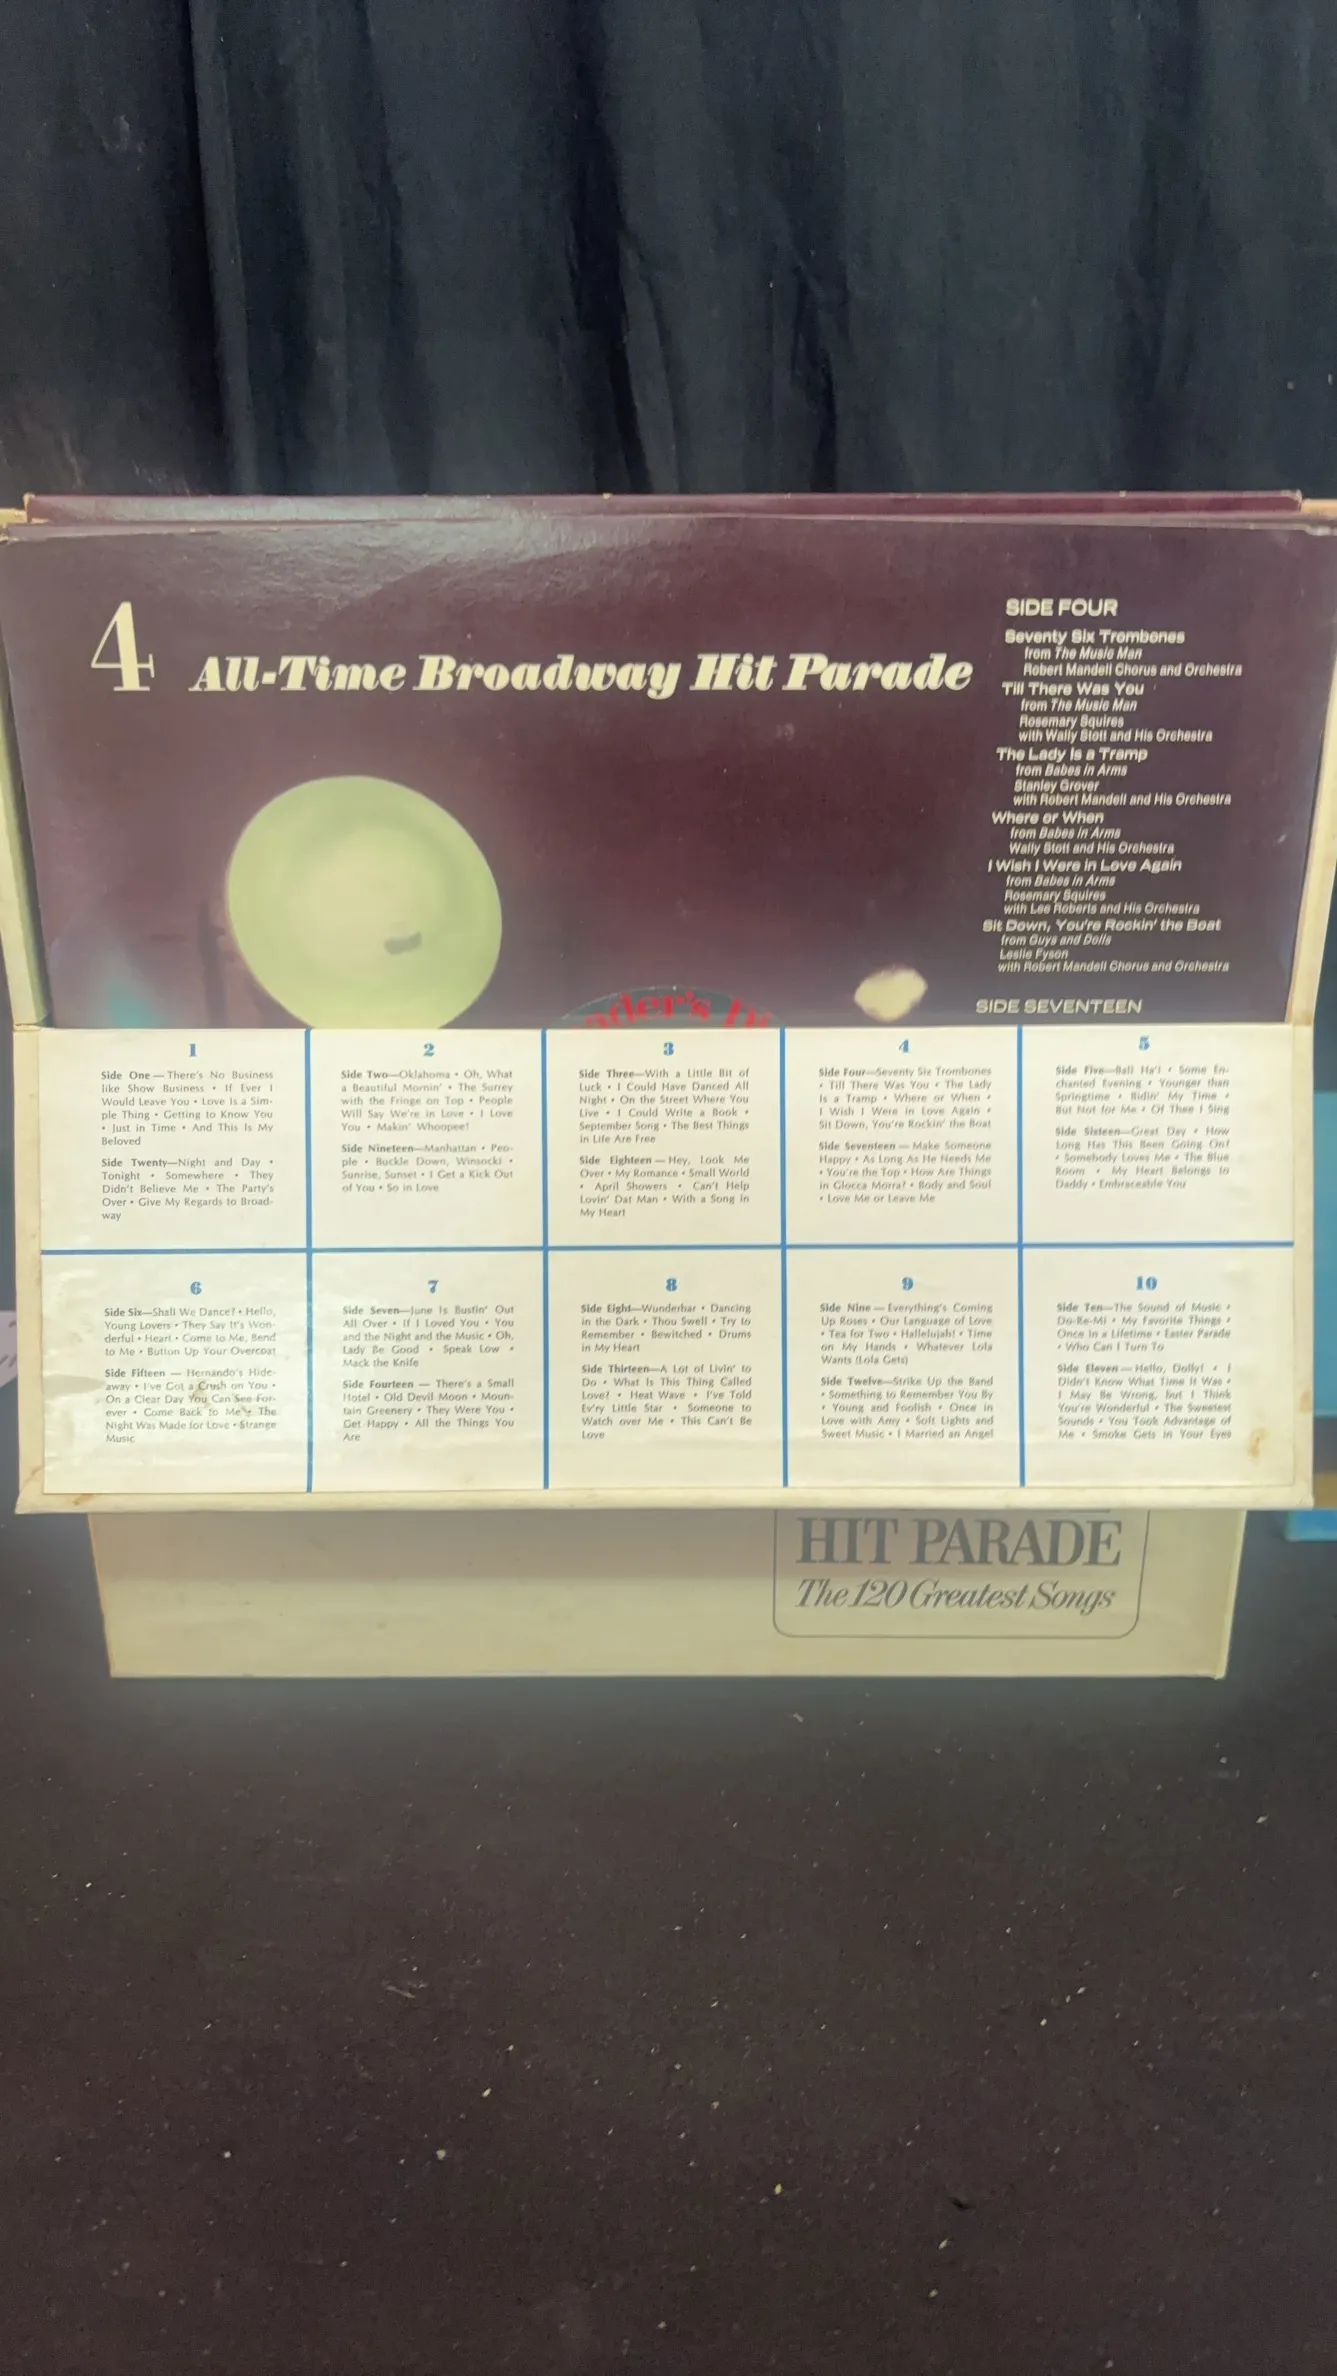 4 All-Time Broadway Hit Parade
SIDE FOUR
Seventy Six Trombones
from The Music Man
Robert Mandell Chorus and Orchestra
Till There Was You
from The Music Man
Rosemary Squires
with Wally Stott and His Orchestra
The Lady Is a Tramp
from Babes in Arms
Stanley Grover
with Robert Mandell and His Orchestra
Where or When
from Babes in Arms
Wally Stott and His Orchestra
I Wish I Were in Love Again
from Babes in Arms
Rosemary Squires
with Lee Roberts and His Orchestra
Sit Down, You're Rockin' the Boat
from Guys and Dolls
Leslie Fyson
with Robert Mandell Chorus and Orchestra
SIDE SEVENTEEN
1
Side One — There's No Business
like Show Business • If Ever I
Would Leave You • Love Is a Sim-
ple Thing • Getting to Know You
• Just in Time • And This Is My
Beloved
Side Twenty—Night and Day •
Tonight • Somewhere • They
Didn't Believe Me • The Party's
Over • Give My Regards to Broad-
way
2
Side Two—Oklahoma • Oh, What
a Beautiful Mornin' • The Surrey
with the Fringe on Top • People
Will Say We're in Love • I Love
You • Makin' Whoopee!
Side Nineteen—Manhattan • Peo-
ple • Buckle Down, Winsocki •
Sunrise, Sunset • I Get a Kick Out
of You • So in Love
3
Side Three—With a Little Bit of
Luck • I Could Have Danced All
Night • On the Street Where You
Live • I Could Write a Book •
September Song • The Best Things
in Life Are Free
Side Eighteen — Hey, Look Me
Over • My Romance • Small World
• April Showers • Can't Help
Lovin' Dat Man • With a Song in
My Heart
4
Side Four—Seventy Six Trombones
• Till There Was You • The Lady
Is a Tramp • Where or When •
I Wish I Were in Love Again •
Sit Down, You're Rockin' the Boat
Side Seventeen — Make Someone
Happy • As Long As He Needs Me
• You're the Top • How Are Things
in Glocca Morra? • Body and Soul
• Love Me or Leave Me
5
Side Five—Bali Ha'i • Some En-
chanted Evening • Younger than
Springtime • Bidin' My Time •
But Not for Me • Of Thee I Sing
Side Sixteen—Great Day • How
Long Has This Been Going On?
• Somebody Loves Me • The Blue
Room • My Heart Belongs to
Daddy • Embraceable You
6
Side Six—Shall We Dance? • Hello,
Young Lovers • They Say It's Won-
derful • Heart • Come to Me, Bend
to Me • Button Up Your Overcoat
Side Fifteen — Hernando's Hide-
away • I've Got a Crush on You •
On a Clear Day You Can See For-
ever • Come Back to Me • The
Night Was Made for Love • Strange
Music
7
Side Seven—June Is Bustin' Out
All Over • If I Loved You • You
and the Night and the Music • Oh,
Lady Be Good • Speak Low •
Mack the Knife
Side Fourteen — There's a Small
Hotel • Old Devil Moon • Moun-
tain Greenery • They Were You •
Get Happy • All the Things You
Are
8
Side Eight—Wunderbar • Dancing
in the Dark • Thou Swell • Try to
Remember • Bewitched • Drums
in My Heart
Side Thirteen—A Lot of Livin' to
Do • What Is This Thing Called
Love? • Heat Wave • I've Told
Ev'ry Little Star • Someone to
Watch over Me • This Can't Be
Love
9
Side Nine — Everything's Coming
Up Roses • Our Language of Love
• Tea for Two • Hallelujah! • Time
on My Hands • Whatever Lola
Wants (Lola Gets)
Side Twelve—Strike Up the Band
• Something to Remember You By
• Young and Foolish • Once in
Love with Amy • Soft Lights and
Sweet Music • I Married an Angel
10
Side Ten—The Sound of Music •
Do-Re-Mi • My Favorite Things •
Once in a Lifetime • Easter Parade
• Who Can I Turn To
Side Eleven — Hello, Dolly! • I
Didn't Know What Time It Was •
I May Be Wrong, but I Think
You're Wonderful • The Sweetest
Sounds • You Took Advantage of
Me • Smoke Gets in Your Eyes
HIT PARADE
The 120 Greatest Songs